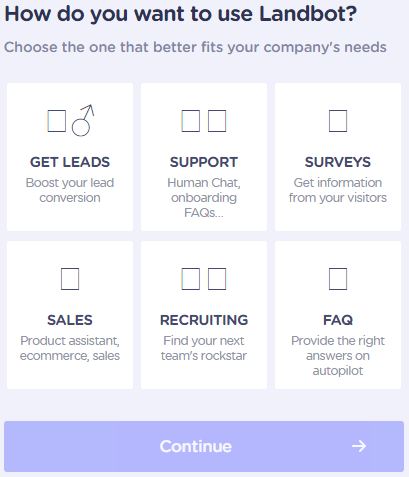 How do you want to use Landbot?
Choose the one that better fits your company's needs
GET LEADS
Boost your lead
conversion
SUPPORT
Human Chat,
onboarding
FAQs...
SURVEYS
Get information
from your visitors
SALES
Product assistant,
ecommerce, sales
RECRUITING
Find your next
team's rockstar
FAQ
Provide the right
answers on
autopilot
Continue